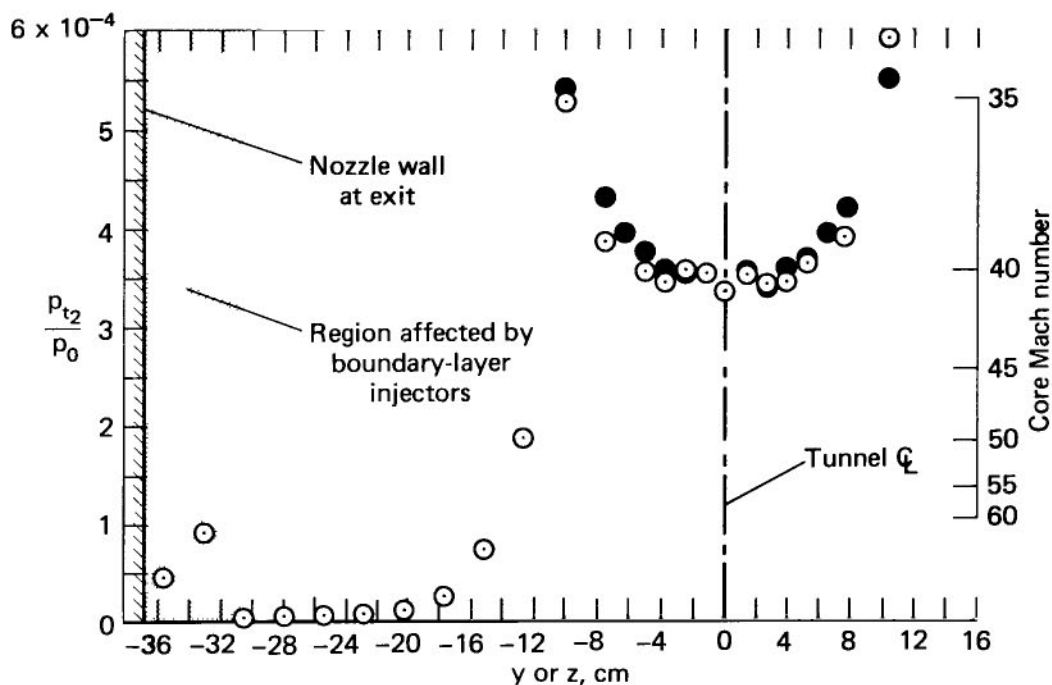 6 × 10⁻⁴
5
4
3
2
1
0
p_t₂
p₀
Nozzle wall
at exit
Region affected by
boundary-layer
injectors
Tunnel ℄
35
40
45
50
55
60
Core Mach number
−36 −32 −28 −24 −20 −16 −12 −8 −4 0 4 8 12 16
y or z, cm